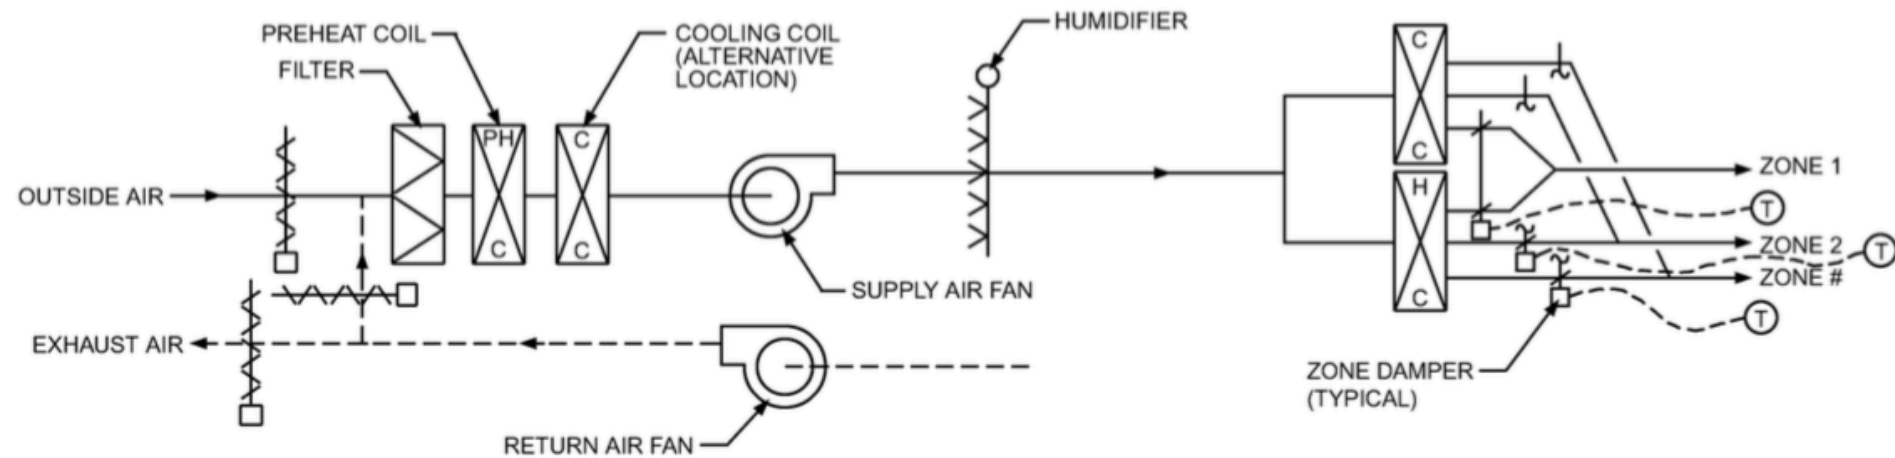 PREHEAT COIL
FILTER
COOLING COIL
(ALTERNATIVE
LOCATION)
HUMIDIFIER
OUTSIDE AIR
PH
C
C
C
SUPPLY AIR FAN
C
C
H
C
ZONE 1
T
ZONE 2
T
ZONE #
T
ZONE DAMPER
(TYPICAL)
EXHAUST AIR
RETURN AIR FAN